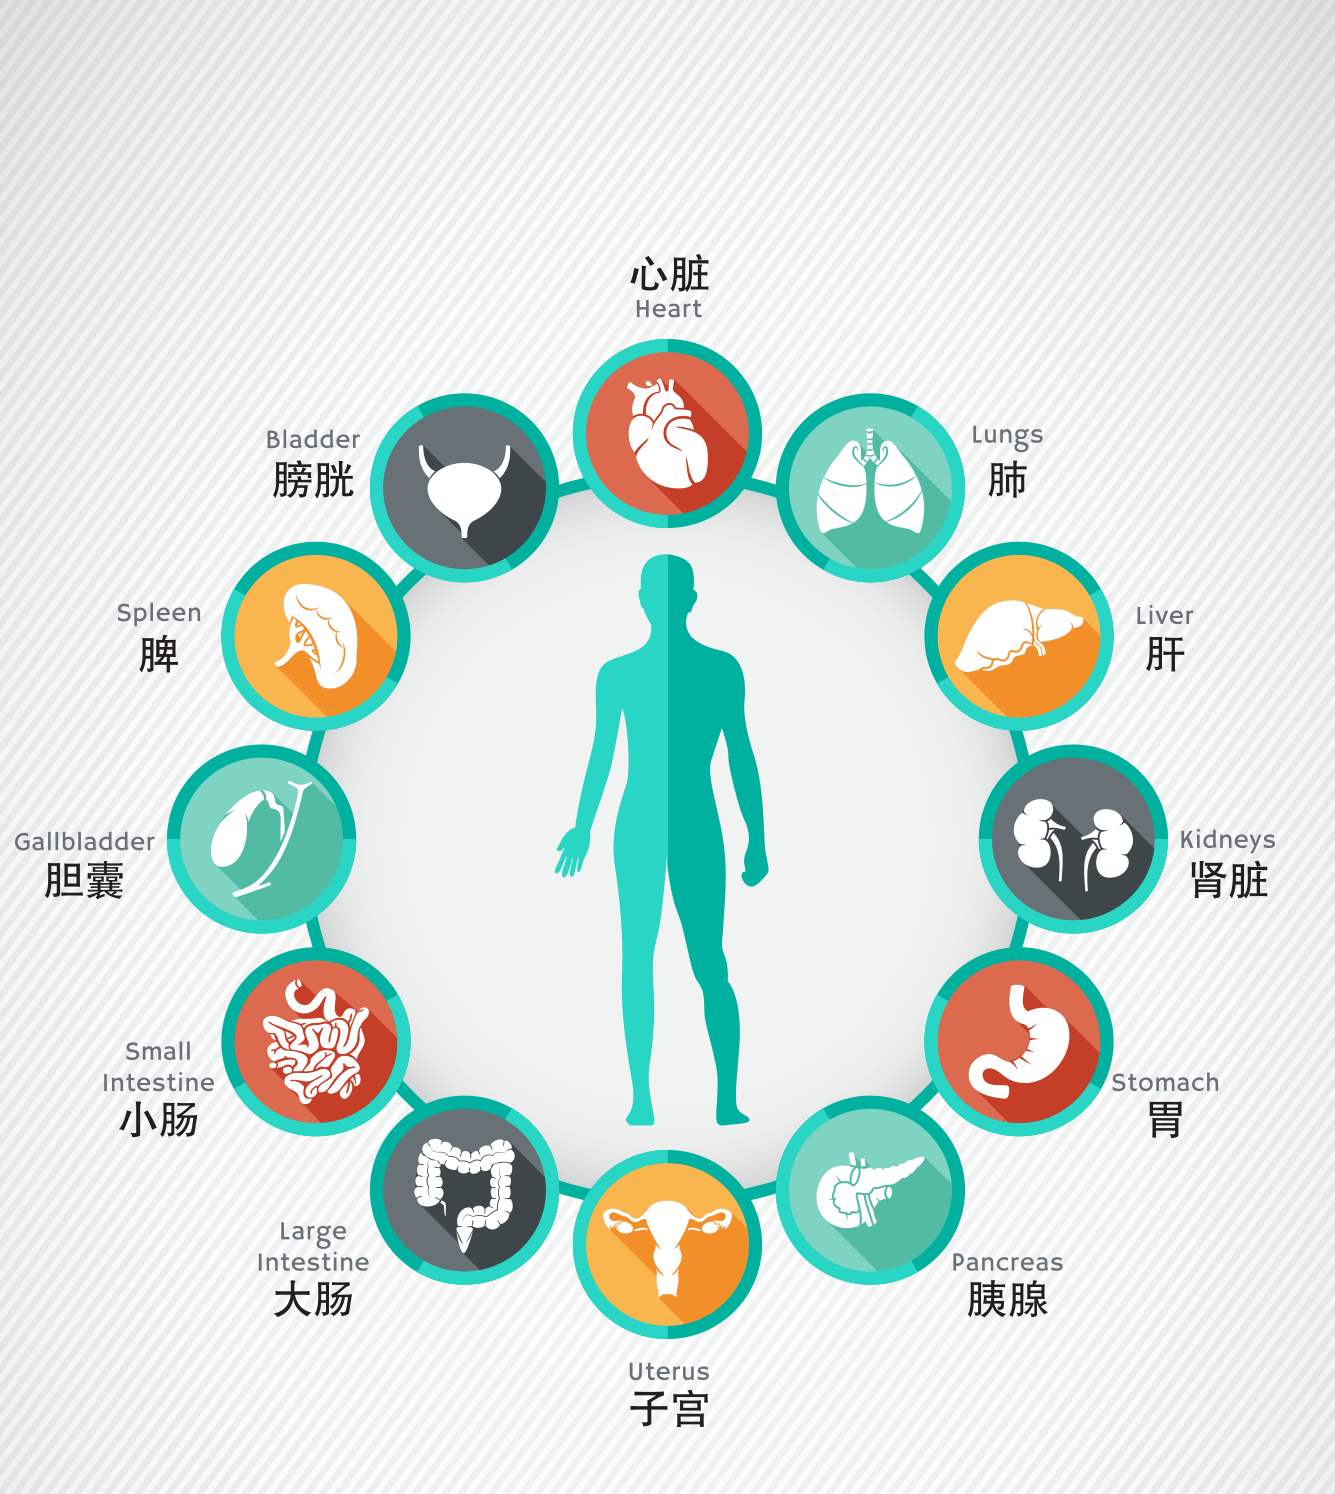 心脏
Heart
Lungs
肺
Liver
肝
Kidneys
肾脏
Stomach
胃
Pancreas
胰腺
Uterus
子宫
Large
Intestine
大肠
Small
Intestine
小肠
Gallbladder
胆囊
Spleen
脾
Bladder
膀胱